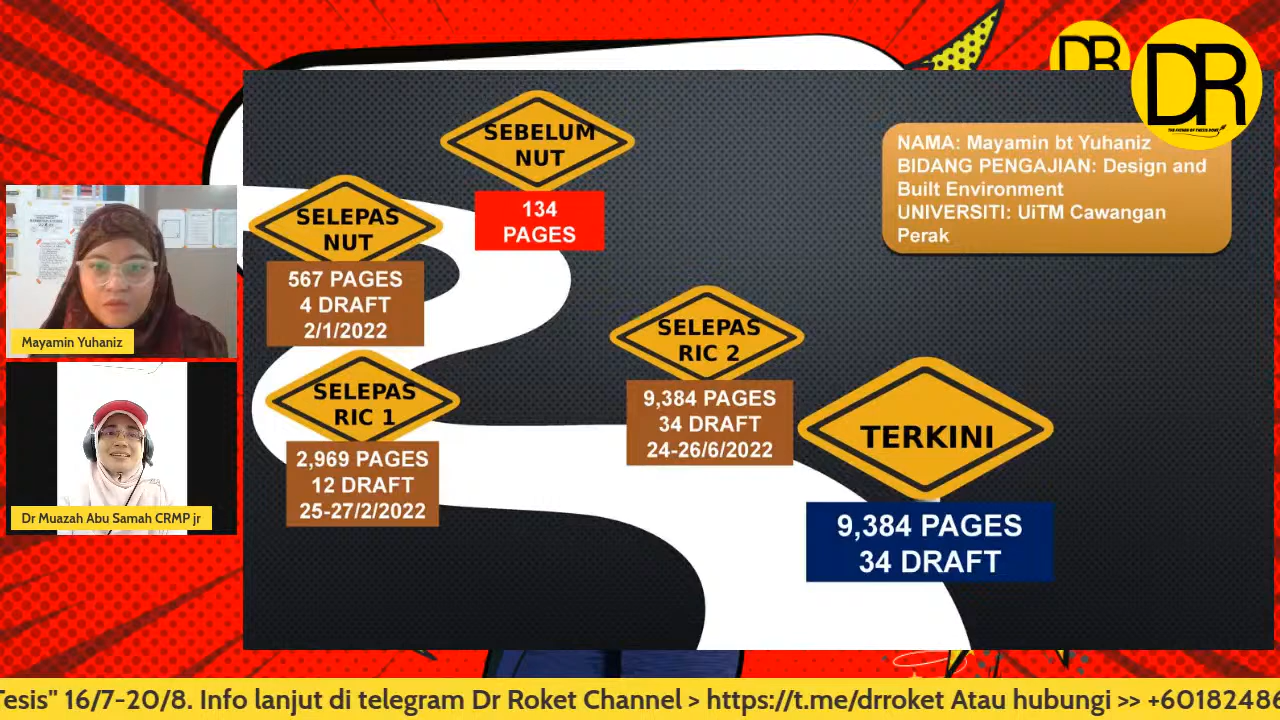 DR
DR
SEBELUM
NUT
134
PAGES
NAMA: Mayamin bt Yuhaniz
BIDANG PENGAJIAN: Design and
Built Environment
UNIVERSITI: UiTM Cawangan
Perak
SELEPAS
NUT
567 PAGES
4 DRAFT
2/1/2022
SELEPAS
RIC 1
2,969 PAGES
12 DRAFT
25-27/2/2022
SELEPAS
RIC 2
9,384 PAGES
34 DRAFT
24-26/6/2022
TERKINI
9,384 PAGES
34 DRAFT
Mayamin Yuhaniz
Dr Muazah Abu Samah CRMP jr
Tesis" 16/7-20/8. Info lanjut di telegram Dr Roket Channel > https://t.me/drroket Atau hubungi >> +60182486